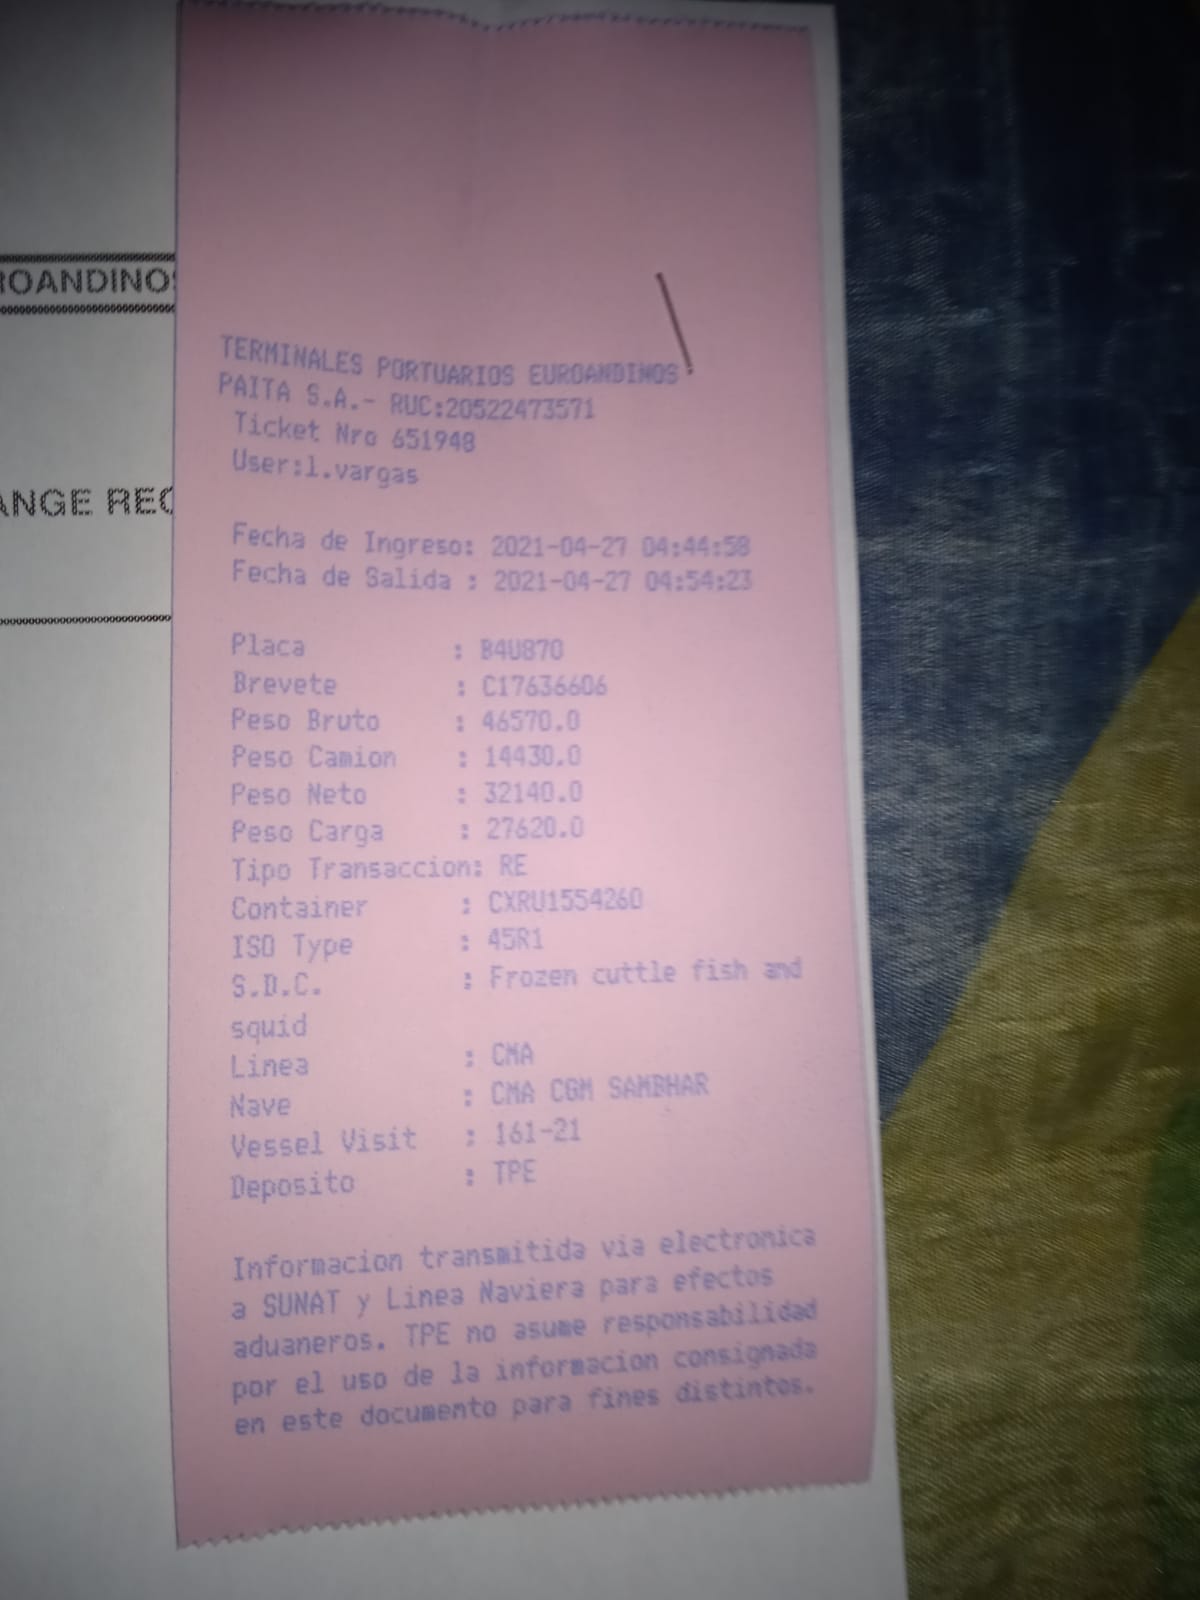 ROANDINOS
ANGE REC
TERMINALES PORTUARIOS EUROANDINOS
PAITA S.A.- RUC:20522473571
Ticket Nro 651948
User:l.vargas
Fecha de Ingreso: 2021-04-27 04:44:58
Fecha de Salida : 2021-04-27 04:54:23
Placa : B4U870
Brevete : C17636606
Peso Bruto : 46570.0
Peso Camion : 14430.0
Peso Neto : 32140.0
Peso Carga : 27620.0
Tipo Transaccion: RE
Container : CXRU1554260
ISO Type : 45R1
S.D.C. : Frozen cuttle fish and
squid
Linea : CMA
Nave : CMA CGM SAMBHAR
Vessel Visit : 161-21
Deposito : TPE
Informacion transmitida via electronica
a SUNAT y Linea Naviera para efectos
aduaneros. TPE no asume responsabilidad
por el uso de la informacion consignada
en este documento para fines distintos.